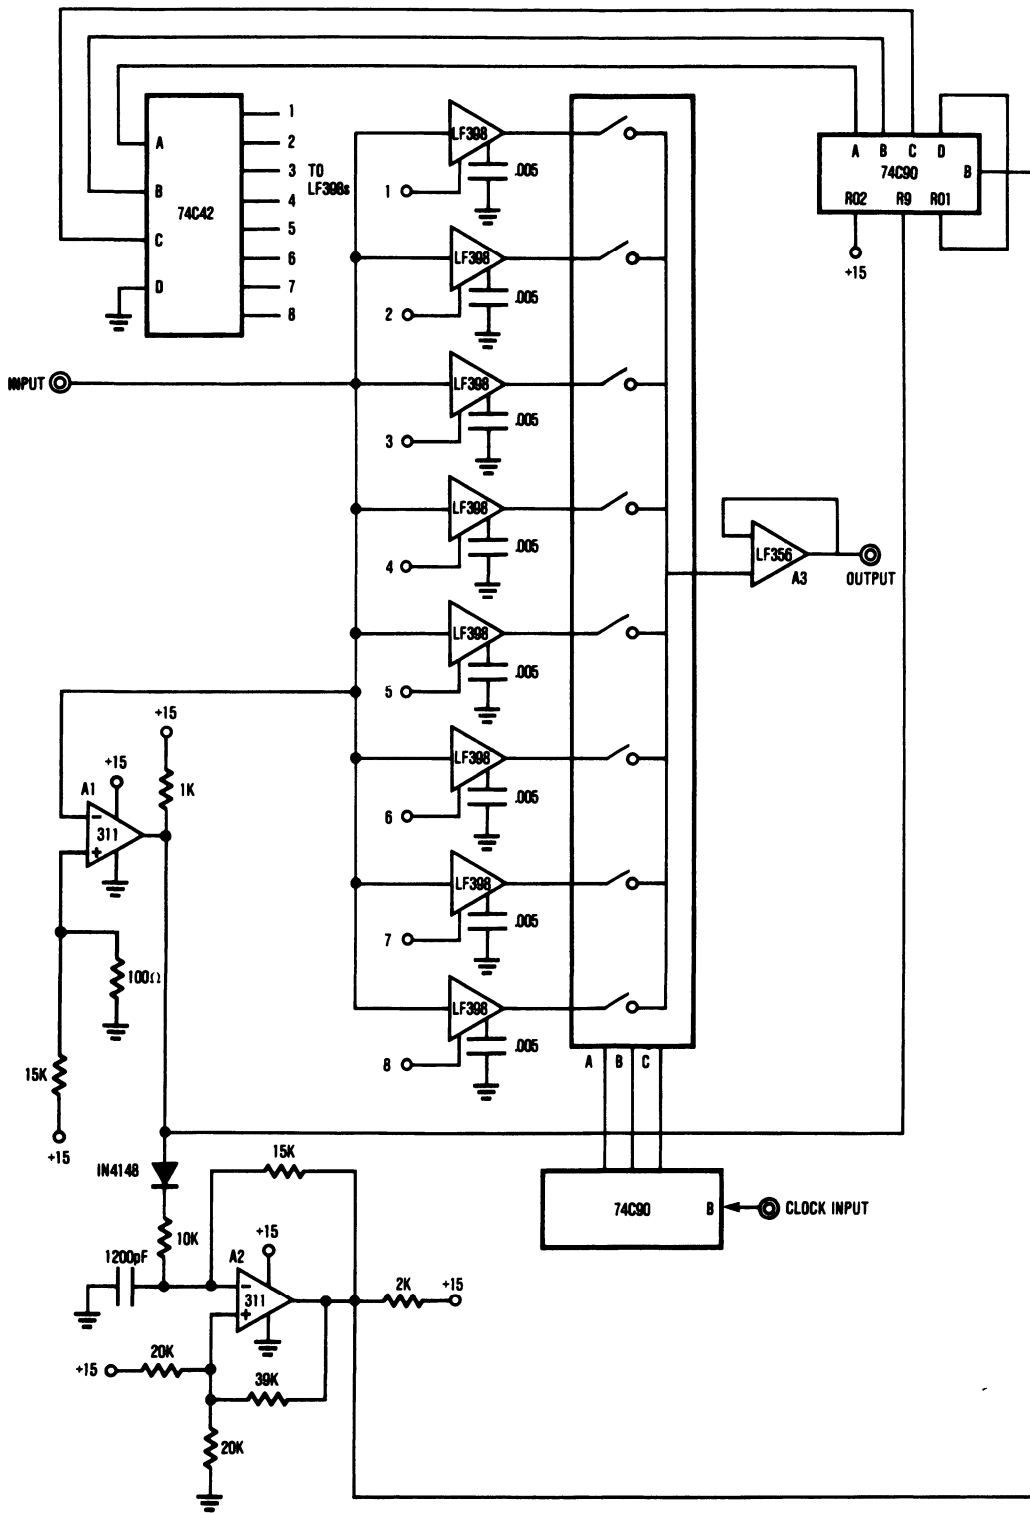 A
B
C
D
74C42
1
2
3 TO
LF398s
4
5
6
7
8
A B C D
74C90
B
R02 R9 R01
+15
INPUT
LF398
.005
1
LF398
.005
2
LF398
.005
3
LF398
.005
4
LF398
.005
5
LF398
.005
6
LF398
.005
7
LF398
.005
8
LF356
A3
OUTPUT
+15
+15
1K
A1
-
311
+
100Ω
15K
+15
A B C
74C90
B
CLOCK INPUT
IN4148
15K
10K
1200pF
A2
+15
-
311
+
2K
+15
+15
20K
39K
20K